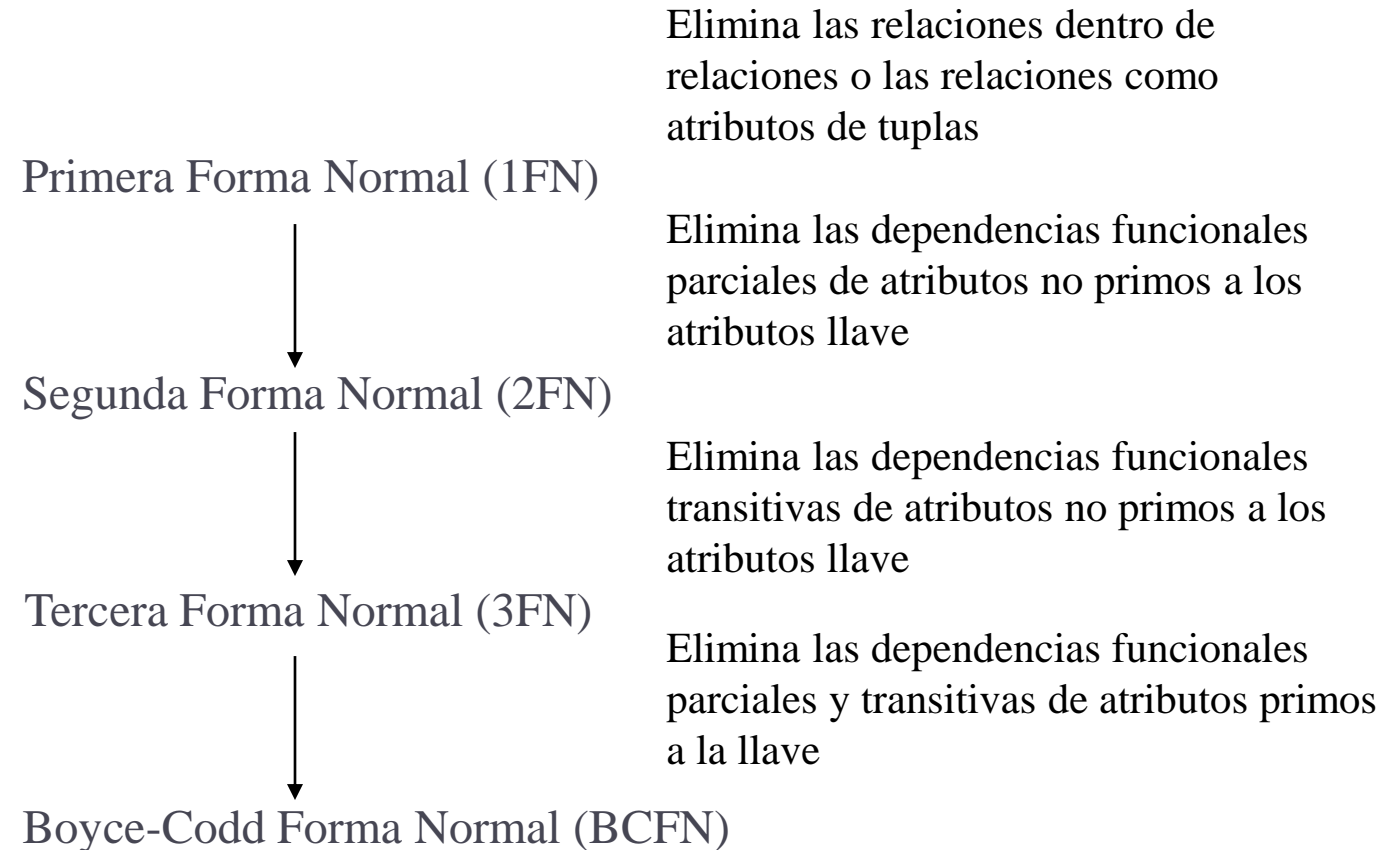 Elimina las relaciones dentro de
relaciones o las relaciones como
atributos de tuplas
Primera Forma Normal (1FN)
Elimina las dependencias funcionales
parciales de atributos no primos a los
atributos llave
Segunda Forma Normal (2FN)
Elimina las dependencias funcionales
transitivas de atributos no primos a los
atributos llave
Tercera Forma Normal (3FN)
Elimina las dependencias funcionales
parciales y transitivas de atributos primos
a la llave
Boyce-Codd Forma Normal (BCFN)